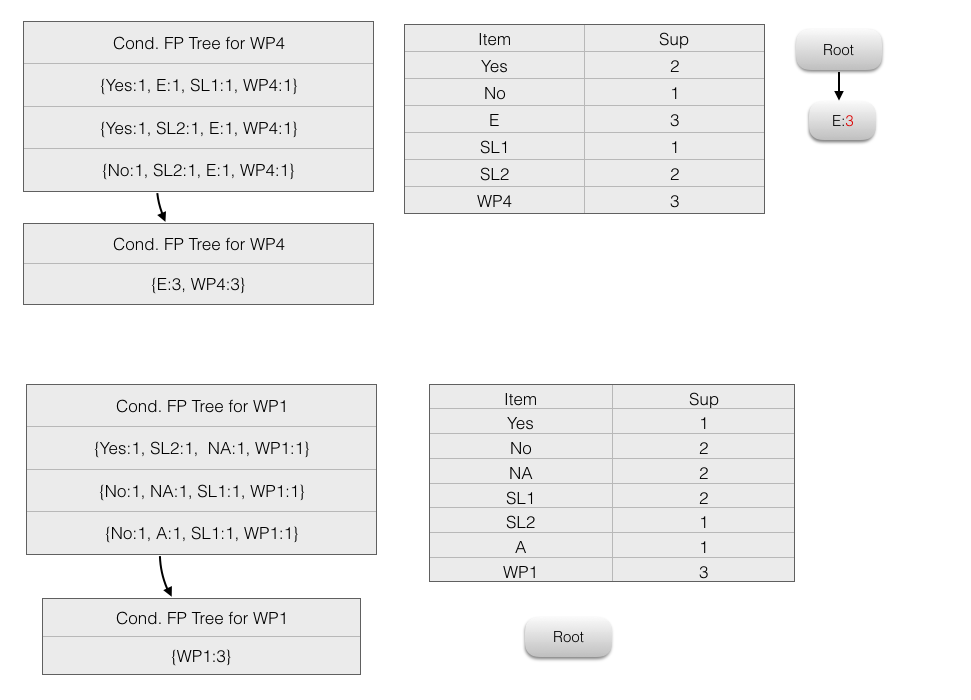 Cond. FP Tree for WP4
{Yes:1, E:1, SL1:1, WP4:1}
{Yes:1, SL2:1, E:1, WP4:1}
{No:1, SL2:1, E:1, WP4:1}
Cond. FP Tree for WP4
{E:3, WP4:3}
Item Sup
Yes 2
No 1
E 3
SL1 1
SL2 2
WP4 3
Root
E:3
Cond. FP Tree for WP1
{Yes:1, SL2:1, NA:1, WP1:1}
{No:1, NA:1, SL1:1, WP1:1}
{No:1, A:1, SL1:1, WP1:1}
Cond. FP Tree for WP1
{WP1:3}
Item Sup
Yes 1
No 2
NA 2
SL1 2
SL2 1
A 1
WP1 3
Root